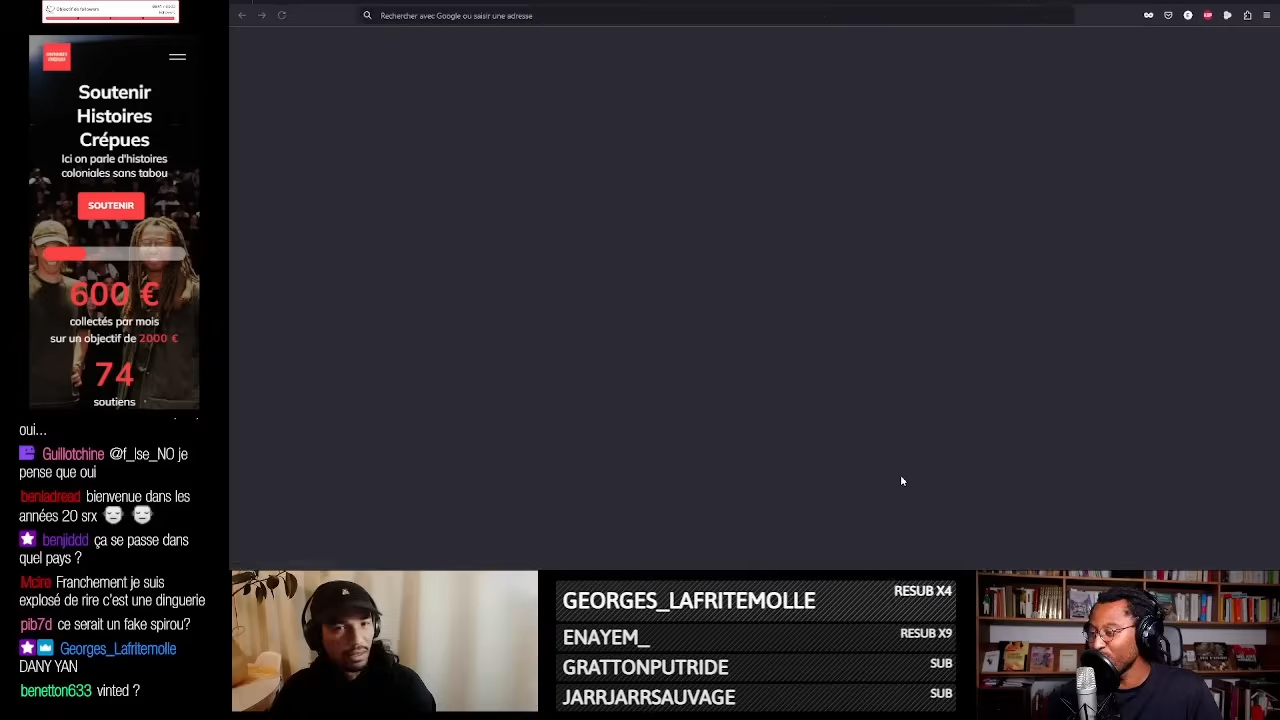 Objectif de followers
Soutenir
Histoires
Crépues
Ici on parle d'histoires
coloniales sans tabou
SOUTENIR
600 €
collectés par mois
sur un objectif de 2000 €
74
soutiens
oui...
Guillotchine @f_lse_NO je
pense que oui
benladread bienvenue dans les
années 20 srx
benjiddd ça se passe dans
quel pays ?
Mcire Franchement je suis
explosé de rire c'est une dinguerie
pib7d ce serait un fake spirou?
Georges_Lafritemolle
DANY YAN
benetton633 vinted ?
Rechercher avec Google ou saisir une adresse
GEORGES_LAFRITEMOLLE RESUB X4
ENAYEM_ RESUB X9
GRATTONPUTRIDE SUB
JARRJARRSAUVAGE SUB